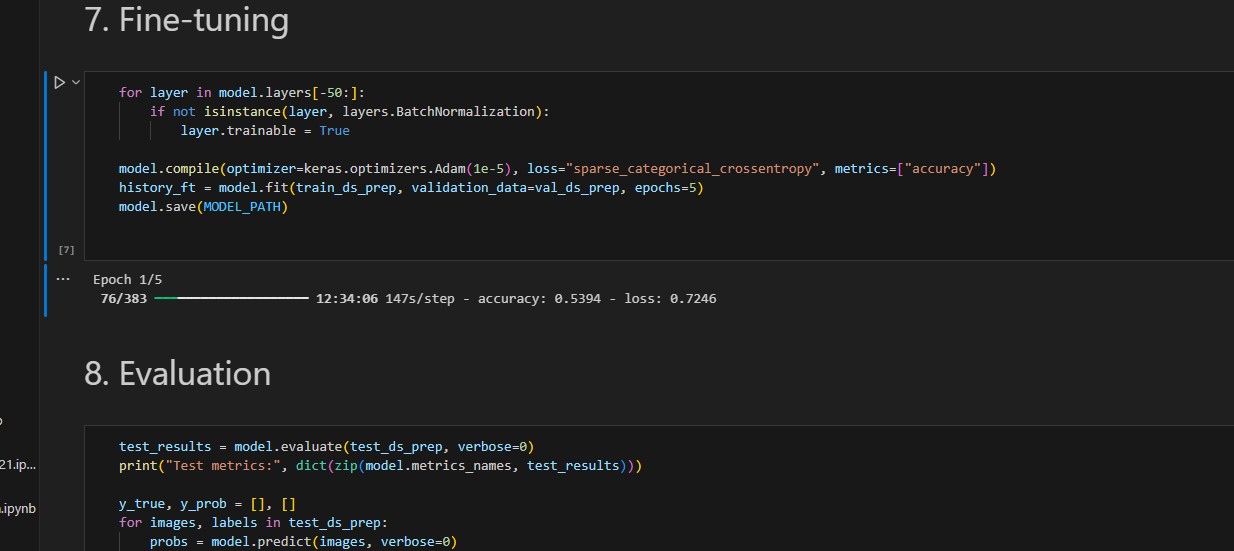 7. Fine-tuning
for layer in model.layers[-50:]:
    if not isinstance(layer, layers.BatchNormalization):
        layer.trainable = True
model.compile(optimizer=keras.optimizers.Adam(1e-5), loss="sparse_categorical_crossentropy", metrics=["accuracy"])
history_ft = model.fit(train_ds_prep, validation_data=val_ds_prep, epochs=5)
model.save(MODEL_PATH)
[7]
... Epoch 1/5
76/383 12:34:06 147s/step - accuracy: 0.5394 - loss: 0.7246
8. Evaluation
test_results = model.evaluate(test_ds_prep, verbose=0)
print("Test metrics:", dict(zip(model.metrics_names, test_results)))
21.ip...
y_true, y_prob = [], []
.ipynb
for images, labels in test_ds_prep:
    probs = model.predict(images, verbose=0)